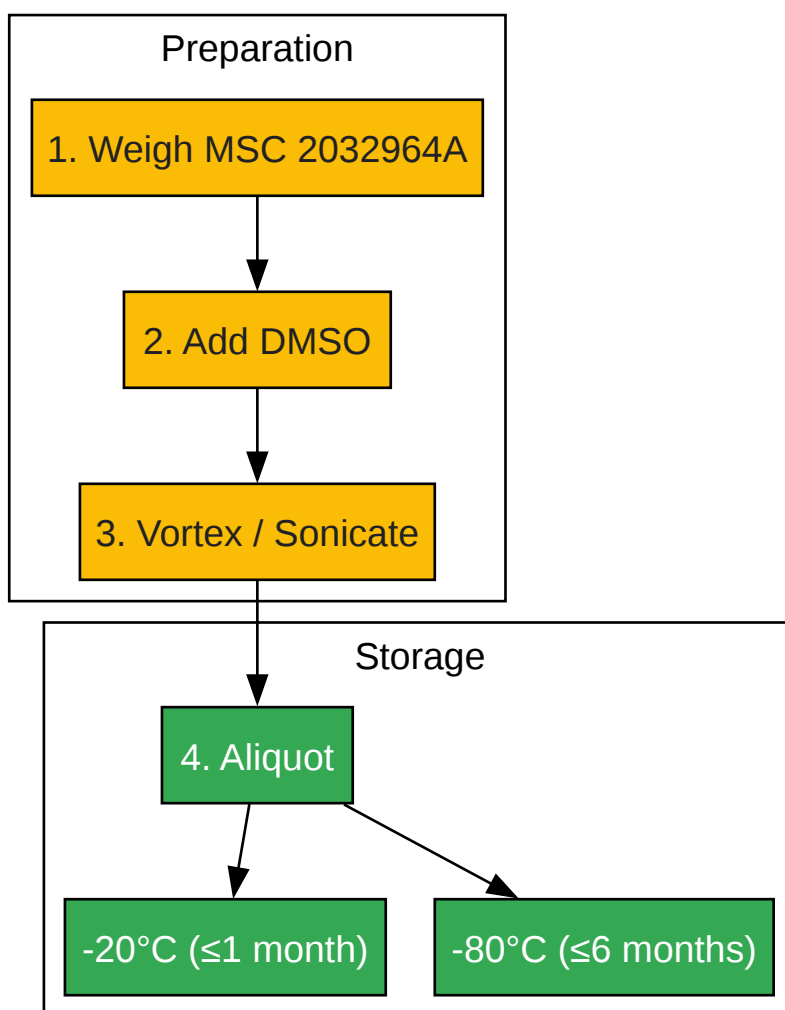 Preparation
1. Weigh MSC 2032964A
2. Add DMSO
3. Vortex / Sonicate
Storage
4. Aliquot
-20°C (≤1 month)
-80°C (≤6 months)